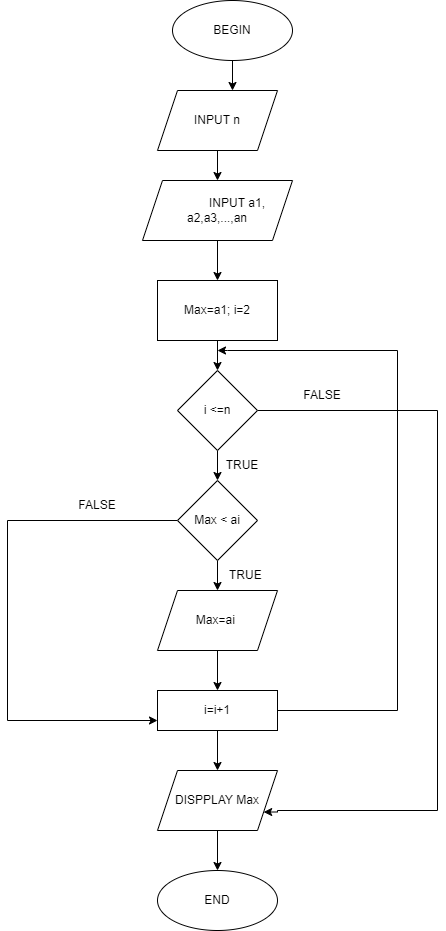 BEGIN
INPUT n
INPUT a1,
a2,a3,...,an
Max=a1; i=2
i <=n
FALSE
TRUE
Max < ai
FALSE
TRUE
Max=ai
i=i+1
DISPPLAY Max
END